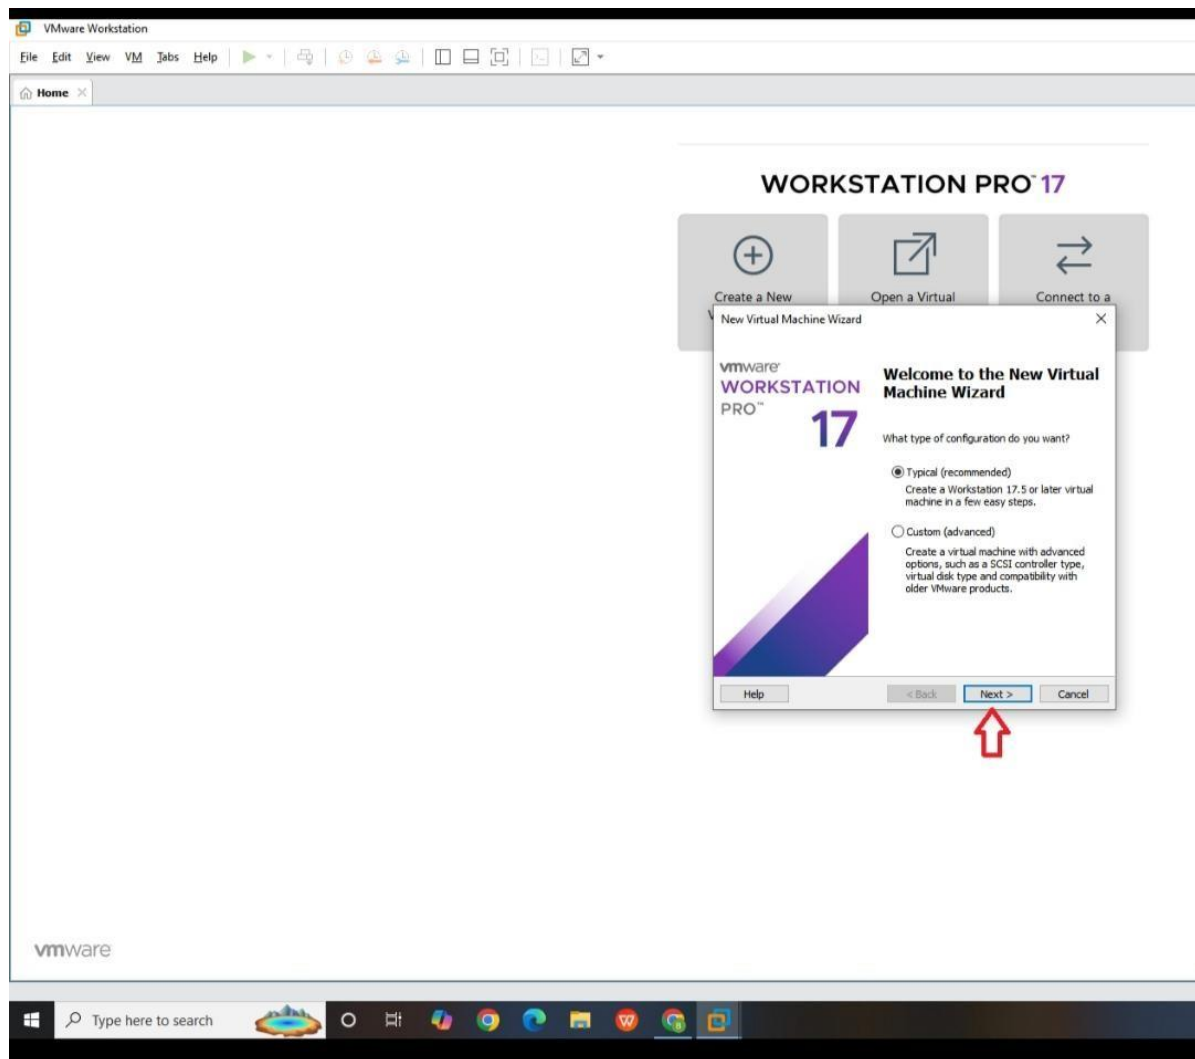 VMware Workstation
File Edit View VM Tabs Help
Home
WORKSTATION PRO™ 17
Create a New
Open a Virtual
Connect to a
New Virtual Machine Wizard
vmware®
WORKSTATION
PRO™
17
Welcome to the New Virtual
Machine Wizard
What type of configuration do you want?
Typical (recommended)
Create a Workstation 17.5 or later virtual
machine in a few easy steps.
Custom (advanced)
Create a virtual machine with advanced
options, such as a SCSI controller type,
virtual disk type and compatibility with
older VMware products.
Help < Back Next > Cancel
vmware
Type here to search